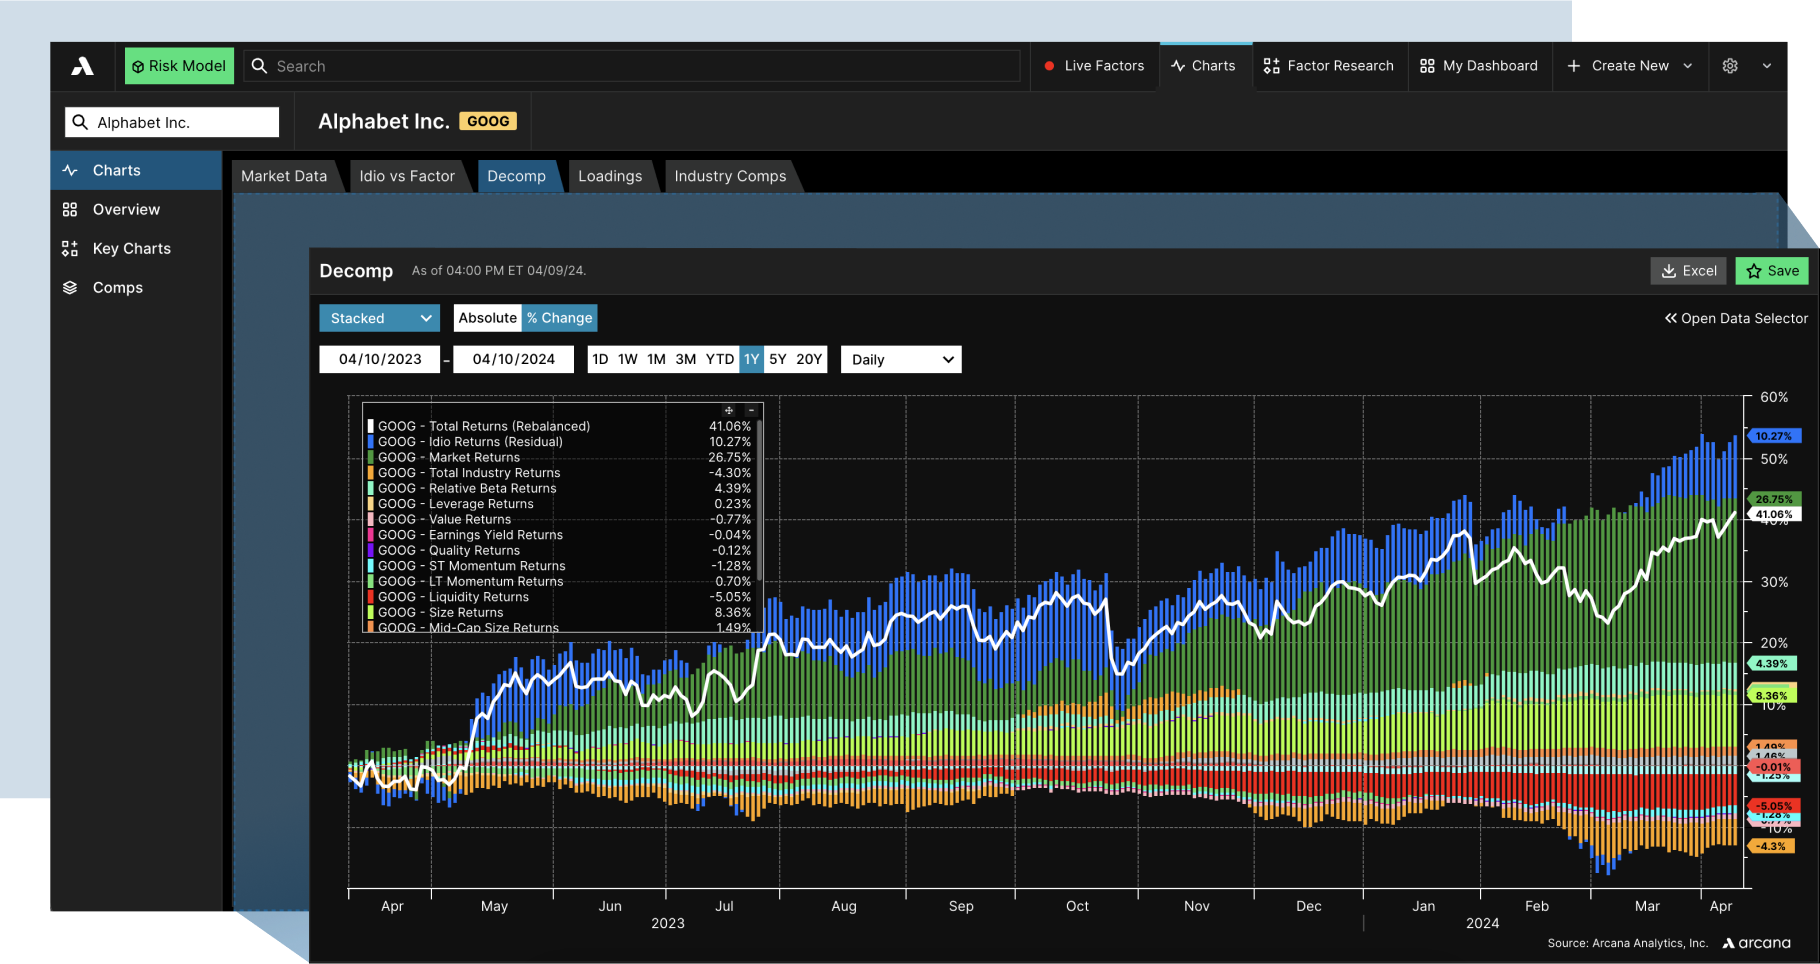 Risk Model
Search
Live Factors
Charts
Factor Research
My Dashboard
Create New
Alphabet Inc.
Alphabet Inc. GOOG
Charts
Overview
Key Charts
Comps
Market Data
Idio vs Factor
Decomp
Loadings
Industry Comps
Decomp As of 04:00 PM ET 04/09/24.
Excel
Save
Stacked
Absolute % Change
Open Data Selector
04/10/2023 – 04/10/2024
1D 1W 1M 3M YTD 1Y 5Y 20Y
Daily
GOOG - Total Returns (Rebalanced) 41.06%
GOOG - Idio Returns (Residual) 10.27%
GOOG - Market Returns 26.75%
GOOG - Total Industry Returns -4.30%
GOOG - Relative Beta Returns 4.39%
GOOG - Leverage Returns 0.23%
GOOG - Value Returns -0.77%
GOOG - Earnings Yield Returns -0.04%
GOOG - Quality Returns -0.12%
GOOG - ST Momentum Returns -1.28%
GOOG - LT Momentum Returns 0.70%
GOOG - Liquidity Returns -5.05%
GOOG - Size Returns 8.36%
GOOG - Mid-Cap Size Returns 1.49%
60%
10.27%
50%
26.75%
41.06%
40%
30%
20%
4.39%
8.36%
10%
1.49%
1.46%
-0.01%
-1.25%
-5.05%
-1.28%
-0.77%
-10%
-4.3%
Apr May Jun Jul Aug Sep Oct Nov Dec Jan Feb Mar Apr
2023 2024
Source: Arcana Analytics, Inc. arcana